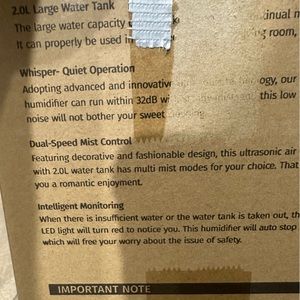 2.0L Large Water Tank
The large water capacity
It can properly be used in
Whisper- Quiet Operation
Adopting advanced and innovative
humidifier can run within 32dB this low
noise will not bother your sweet
Dual-Speed Mist Control
Featuring decorative and fashionable design, this ultrasonic air
with 2.0L water tank has multi mist modes for your choice. That
you a romantic enjoyment.
Intelligent Monitoring
When there is insufficient water or the water tank is taken out, th
LED light will turn red to notice you. This humidifier will auto stop
which will free your worry about the issue of safety.
IMPORTANT NOTE